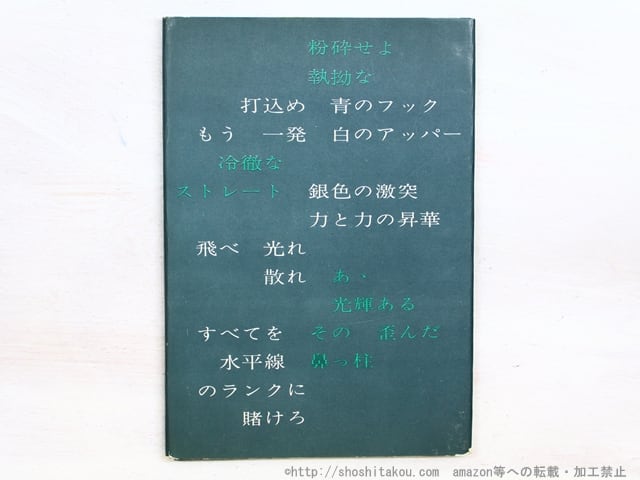 粉砕せよ
執拗な
打込め　青のフック
もう　一発　白のアッパー
冷徹な
ストレート　銀色の激突
力と力の昇華
飛べ　光れ
散れ　あゝ
光輝ある
すべてを　その　歪んだ
水平線　鼻っ柱
のランクに
賭けろ
©http://shoshitakou.com　amazon等への転載・加工禁止